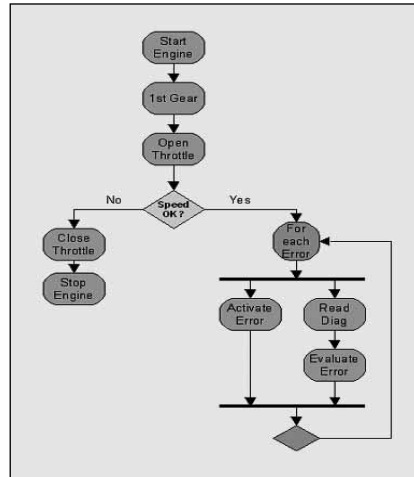 Start
Engine
1st Gear
Open
Throttle
Speed
OK?
No
Yes
Close
Throttle
Stop
Engine
For
each
Error
Activate
Error
Read
Diag
Evaluate
Error